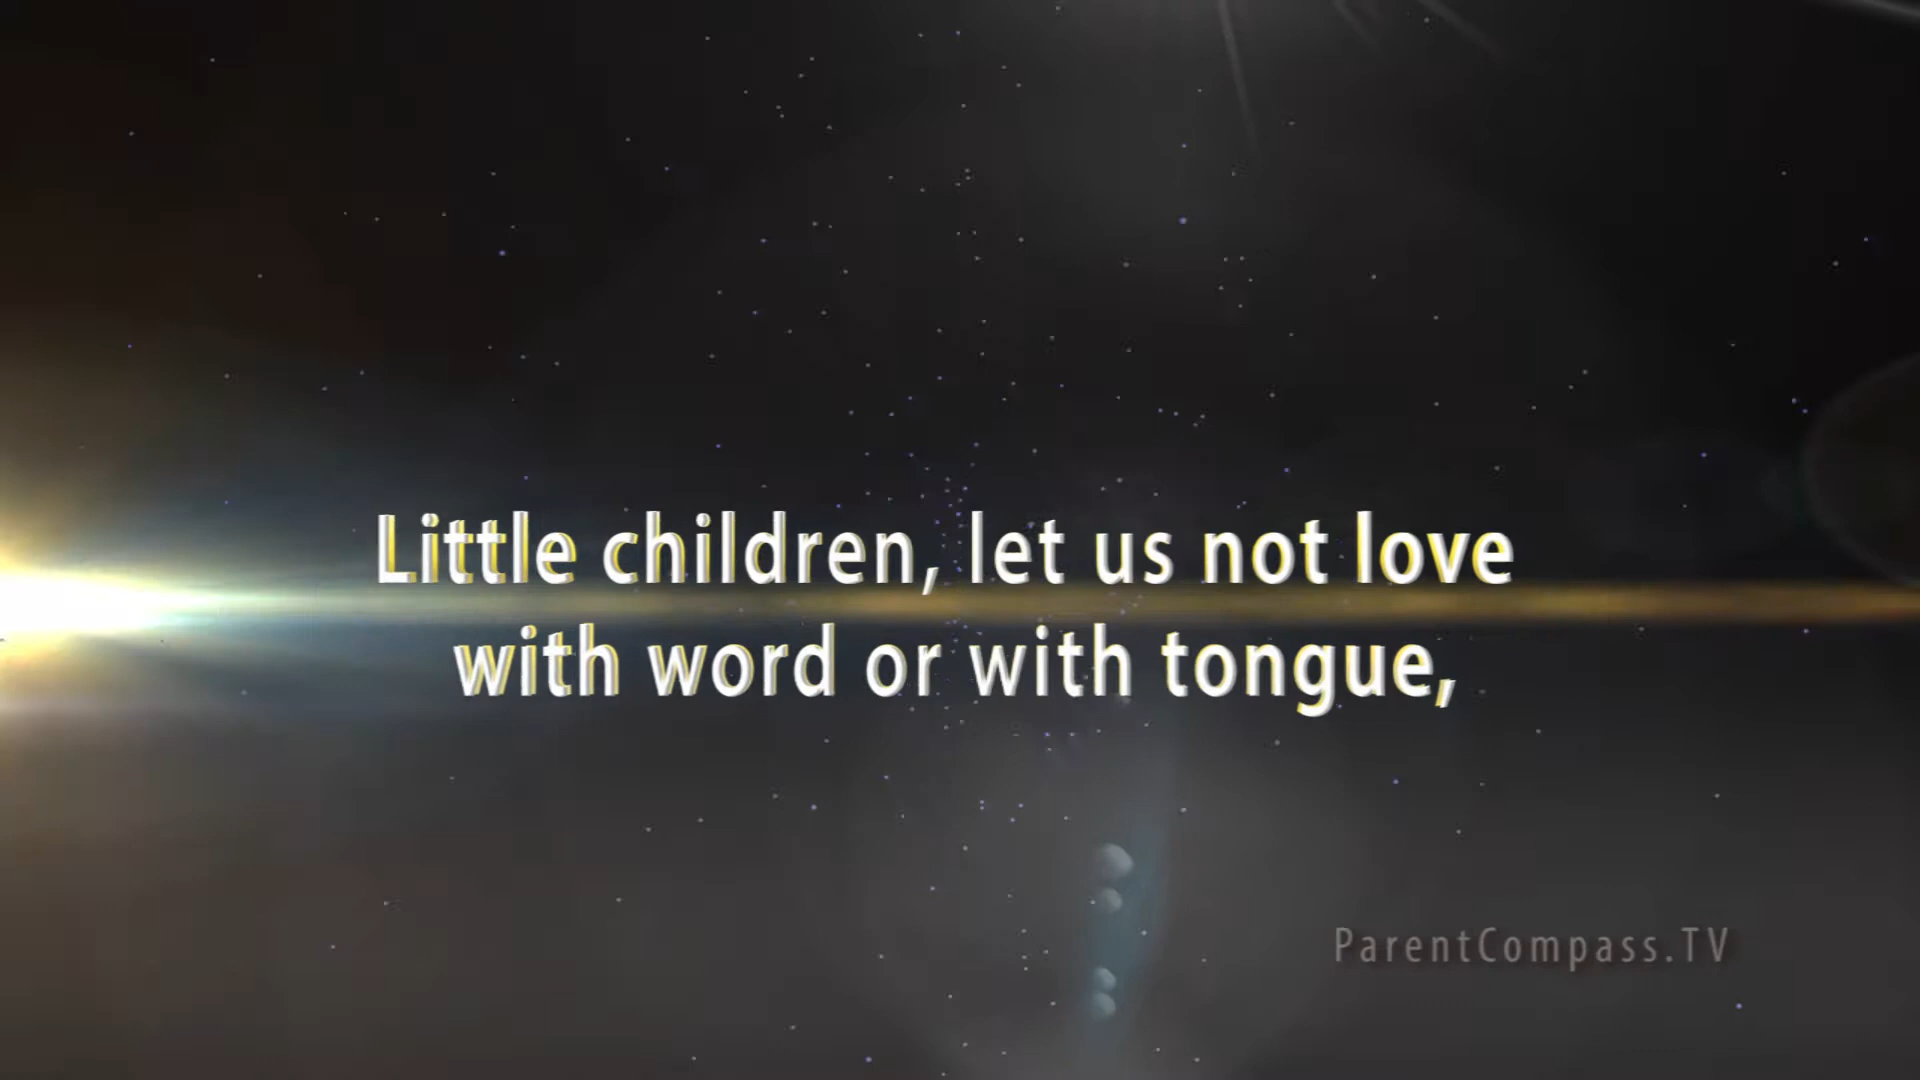 Little children, let us not love
with word or with tongue,
ParentCompass.TV